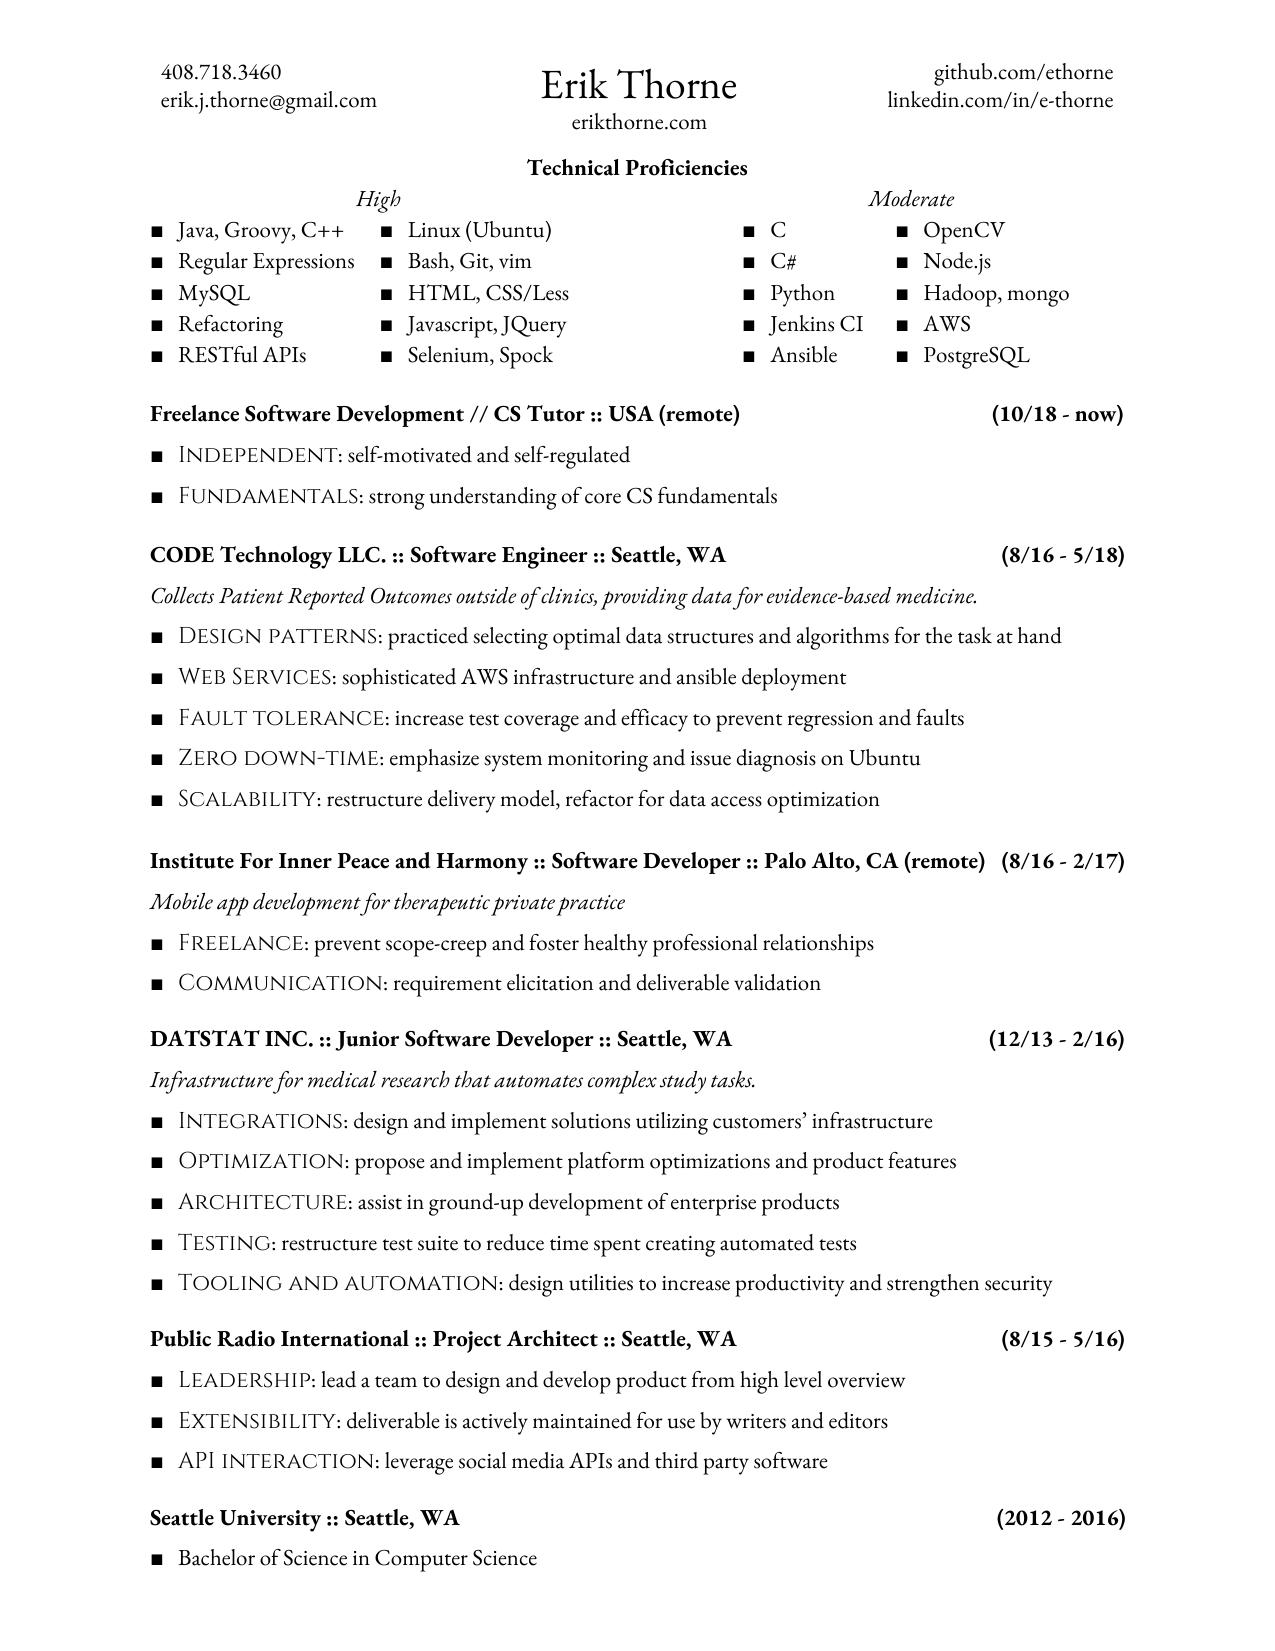 408.718.3460
erik.j.thorne@gmail.com
Erik Thorne
erikthorne.com
github.com/ethorne
linkedin.com/in/e-thorne
Technical Proficiencies
High
■ Java, Groovy, C++
■ Regular Expressions
■ MySQL
■ Refactoring
■ RESTful APIs
■ Linux (Ubuntu)
■ Bash, Git, vim
■ HTML, CSS/Less
■ Javascript, JQuery
■ Selenium, Spock
Moderate
■ C
■ C#
■ Python
■ Jenkins CI
■ Ansible
■ OpenCV
■ Node.js
■ Hadoop, mongo
■ AWS
■ PostgreSQL
Freelance Software Development // CS Tutor :: USA (remote) (10/18 - now)
■ Independent: self-motivated and self-regulated
■ Fundamentals: strong understanding of core CS fundamentals
CODE Technology LLC. :: Software Engineer :: Seattle, WA (8/16 - 5/18)
Collects Patient Reported Outcomes outside of clinics, providing data for evidence-based medicine.
■ Design patterns: practiced selecting optimal data structures and algorithms for the task at hand
■ Web Services: sophisticated AWS infrastructure and ansible deployment
■ Fault tolerance: increase test coverage and efficacy to prevent regression and faults
■ Zero down-time: emphasize system monitoring and issue diagnosis on Ubuntu
■ Scalability: restructure delivery model, refactor for data access optimization
Institute For Inner Peace and Harmony :: Software Developer :: Palo Alto, CA (remote) (8/16 - 2/17)
Mobile app development for therapeutic private practice
■ Freelance: prevent scope-creep and foster healthy professional relationships
■ Communication: requirement elicitation and deliverable validation
DATSTAT INC. :: Junior Software Developer :: Seattle, WA (12/13 - 2/16)
Infrastructure for medical research that automates complex study tasks.
■ Integrations: design and implement solutions utilizing customers’ infrastructure
■ Optimization: propose and implement platform optimizations and product features
■ Architecture: assist in ground-up development of enterprise products
■ Testing: restructure test suite to reduce time spent creating automated tests
■ Tooling and automation: design utilities to increase productivity and strengthen security
Public Radio International :: Project Architect :: Seattle, WA (8/15 - 5/16)
■ Leadership: lead a team to design and develop product from high level overview
■ Extensibility: deliverable is actively maintained for use by writers and editors
■ API interaction: leverage social media APIs and third party software
Seattle University :: Seattle, WA (2012 - 2016)
■ Bachelor of Science in Computer Science